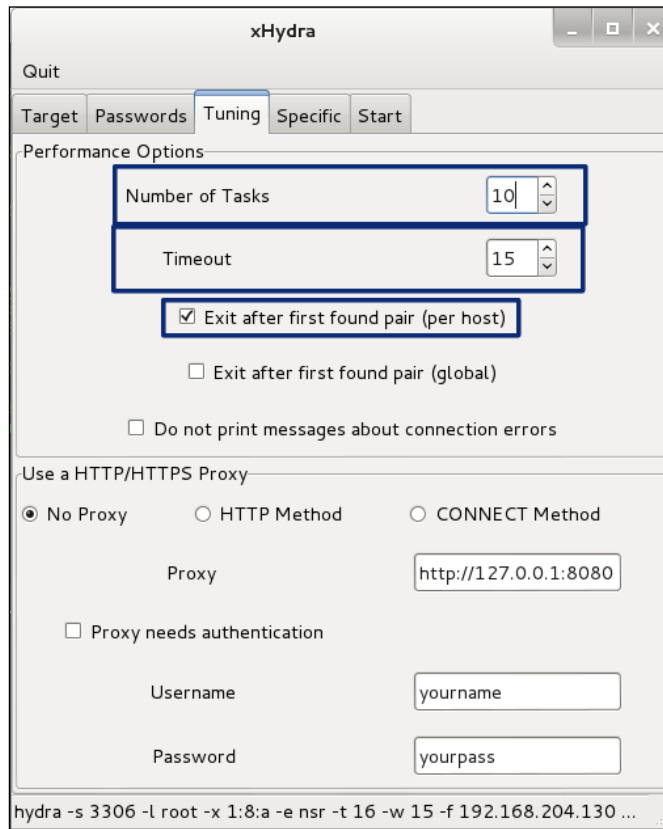 xHydra
Quit
Target Passwords Tuning Specific Start
Performance Options
Number of Tasks 10
Timeout 15
Exit after first found pair (per host)
Exit after first found pair (global)
Do not print messages about connection errors
Use a HTTP/HTTPS Proxy
No Proxy HTTP Method CONNECT Method
Proxy http://127.0.0.1:8080
Proxy needs authentication
Username yourname
Password yourpass
hydra -s 3306 -l root -x 1:8:a -e nsr -t 16 -w 15 -f 192.168.204.130 ...